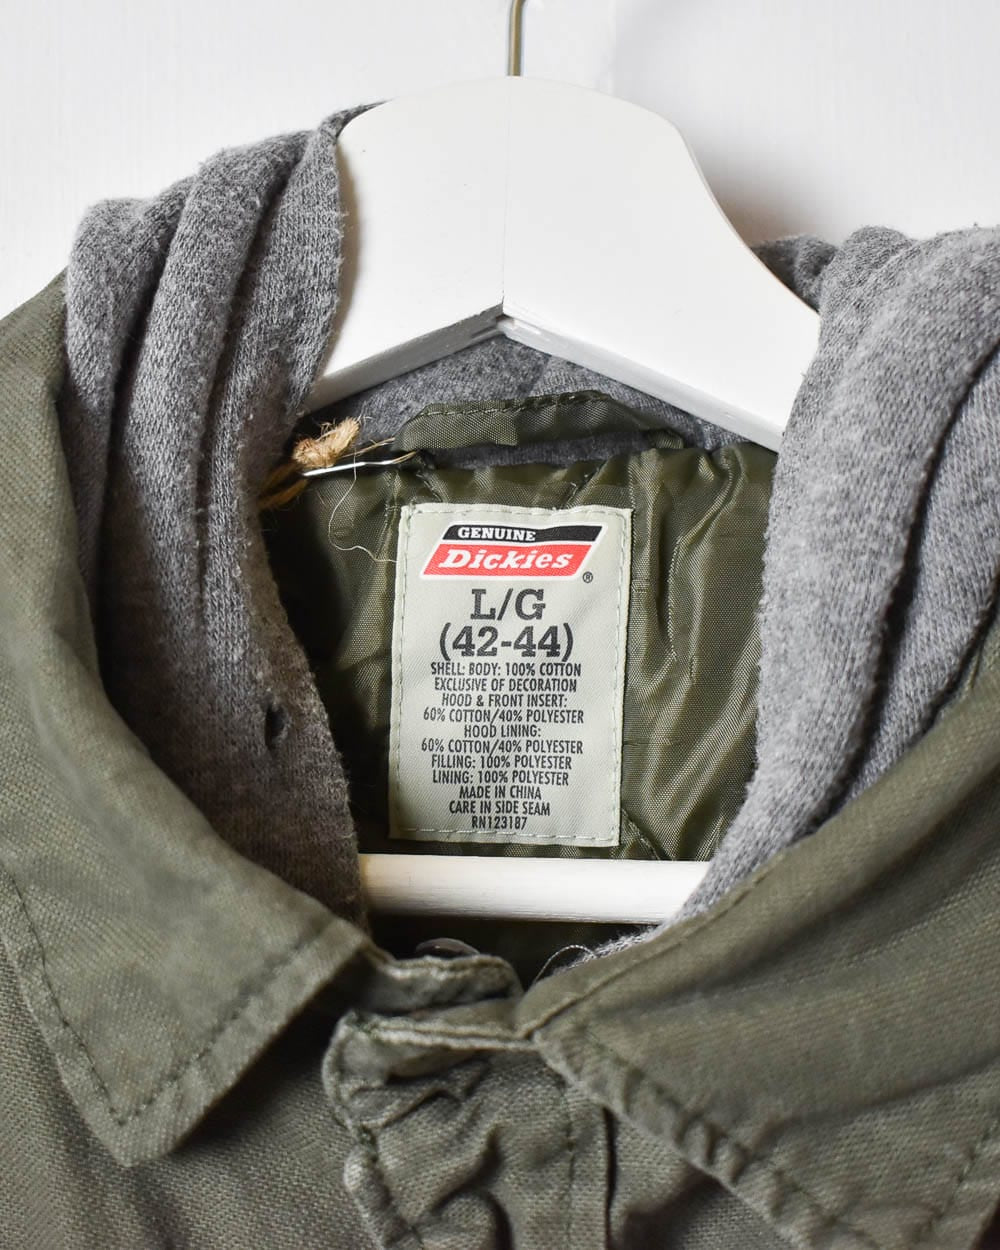 GENUINE
Dickies
®
L/G
(42-44)
SHELL: BODY: 100% COTTON
EXCLUSIVE OF DECORATION
HOOD & FRONT INSERT:
60% COTTON/40% POLYESTER
HOOD LINING:
60% COTTON/40% POLYESTER
FILLING: 100% POLYESTER
LINING: 100% POLYESTER
MADE IN CHINA
CARE IN SIDE SEAM
RN123187